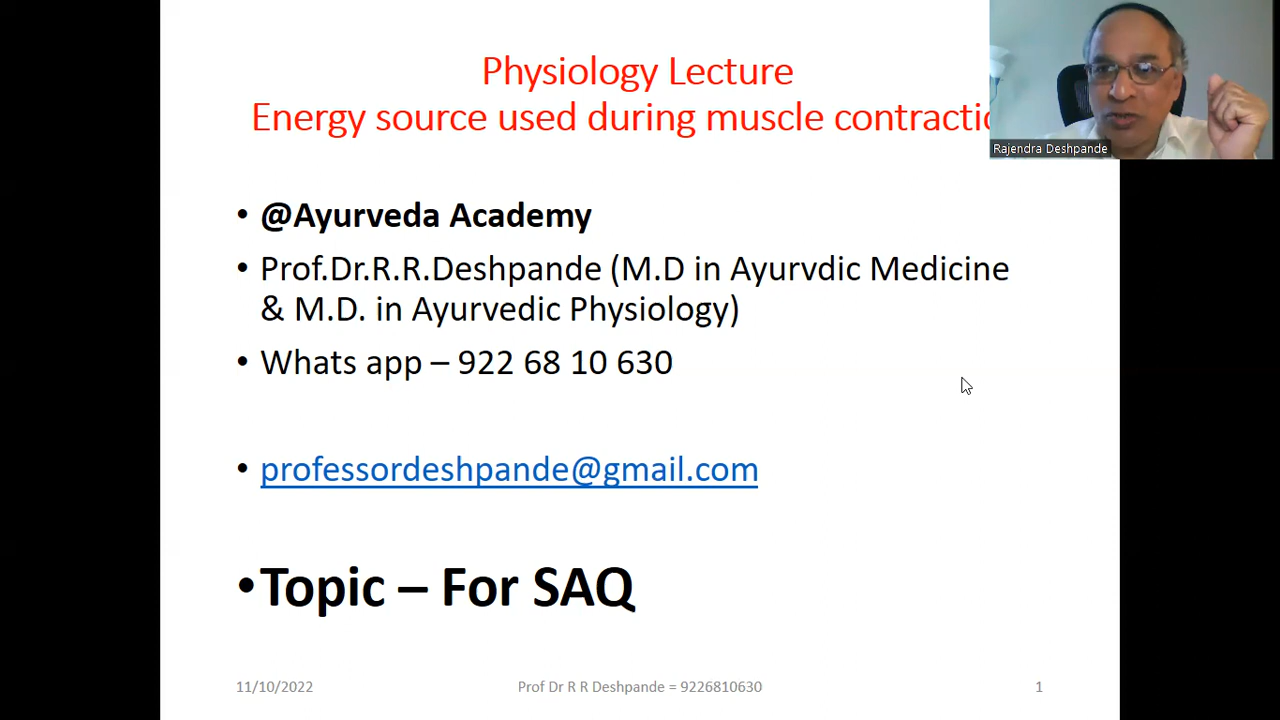 Physiology Lecture
Energy source used during muscle contractic
Rajendra Deshpande
• @Ayurveda Academy
• Prof.Dr.R.R.Deshpande (M.D in Ayurvdic Medicine
& M.D. in Ayurvedic Physiology)
• Whats app – 922 68 10 630
• professordeshpande@gmail.com
•Topic – For SAQ
11/10/2022
Prof Dr R R Deshpande = 9226810630
1